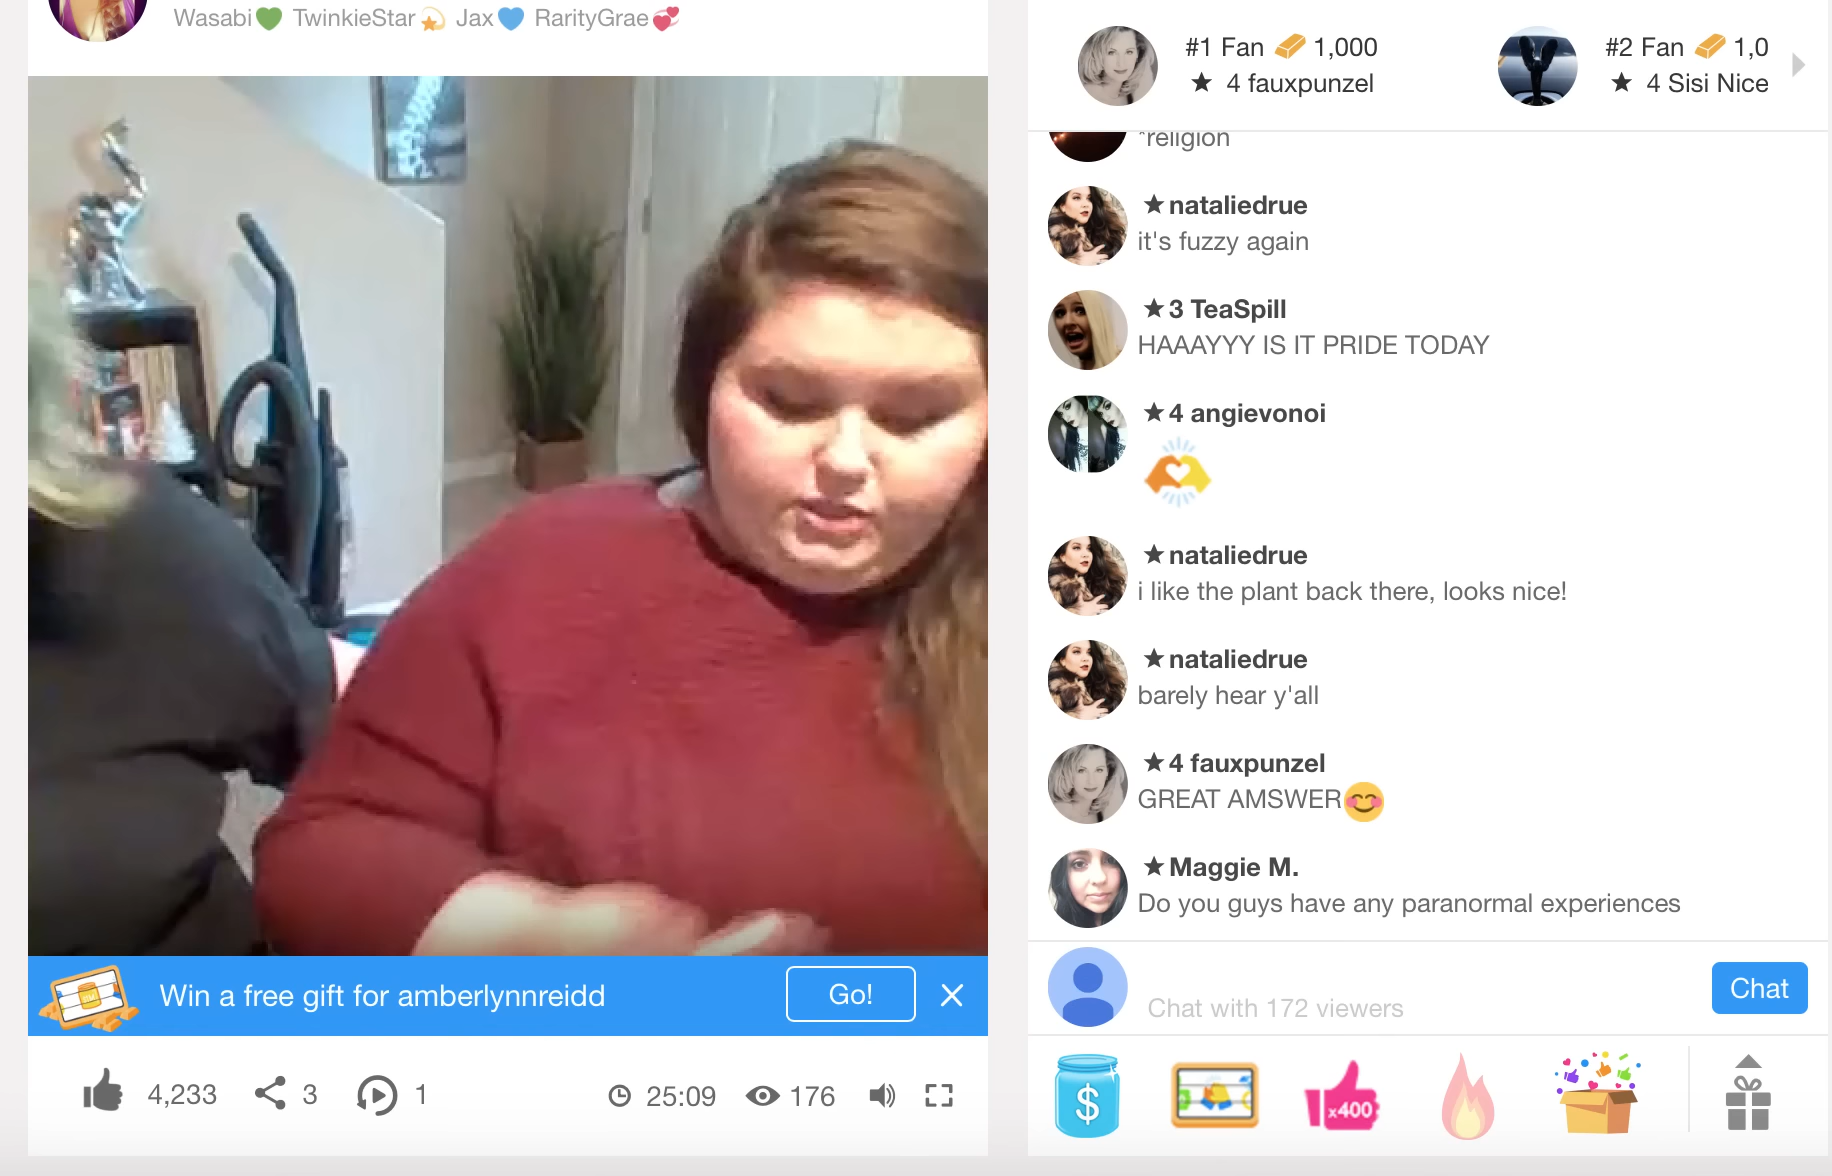 Wasabi💚 TwinkieStar💫 Jax💙 RarityGrae💞
#1 Fan 1,000
★ 4 fauxpunzel
#2 Fan 1,0
★ 4 Sisi Nice
*religion
★nataliedrue
it's fuzzy again
★3 TeaSpill
HAAAYYY IS IT PRIDE TODAY
★4 angievonoi
★nataliedrue
i like the plant back there, looks nice!
★nataliedrue
barely hear y'all
★4 fauxpunzel
GREAT AMSWER😊
★Maggie M.
Do you guys have any paranormal experiences
Win a free gift for amberlynnreidd
Go!
Chat with 172 viewers
Chat
4,233
3
1
25:09
176
$
x400